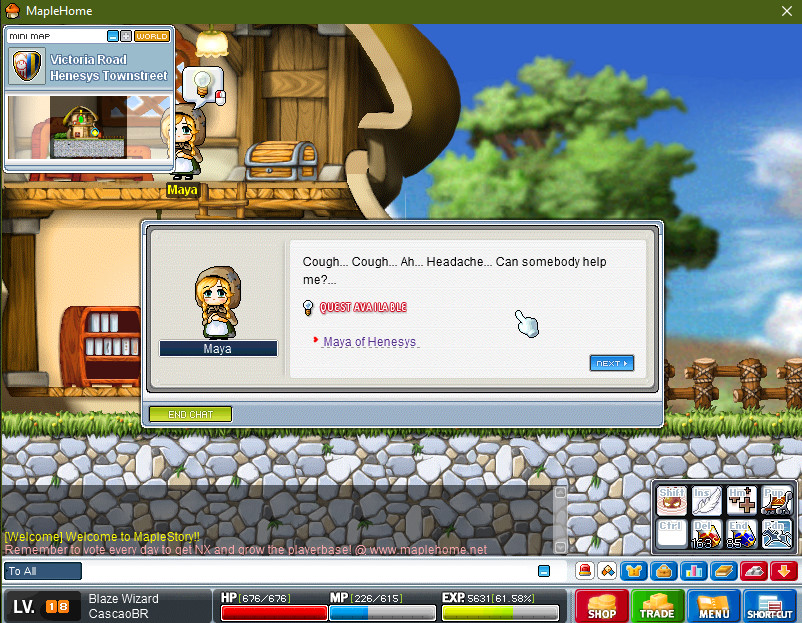 MapleHome
MINI MAP
WORLD
Victoria Road
Henesys Townstreet
Maya
Cough... Cough... Ah... Headache... Can somebody help
me?...
QUEST AVAILABLE
Maya of Henesys
Maya
NEXT
END CHAT
Shift Ins Hm Pup
Ctrl Del End Pdn
163 85
[Welcome] Welcome to MapleStory!!
Remember to vote every day to get NX and grow the playerbase! @ www.maplehome.net
To All
LV. 18
Blaze Wizard
CascaoBR
HP [676/676] MP [226/615] EXP. 5631[61.58%]
SHOP TRADE MENU SHORT CUT